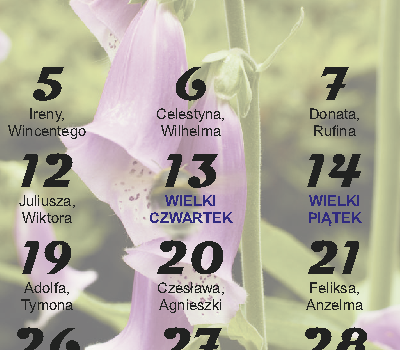 5 6 7
Ireny, Celestyna, Donata,
Wincentego Wilhelma Rufina
12 13 14
Juliusza, WIELKI WIELKI
Wiktora CZWARTEK PIĄTEK
19 20 21
Adolfa, Czesława, Feliksa,
Tymona Agnieszki Anzelma
26 27 28